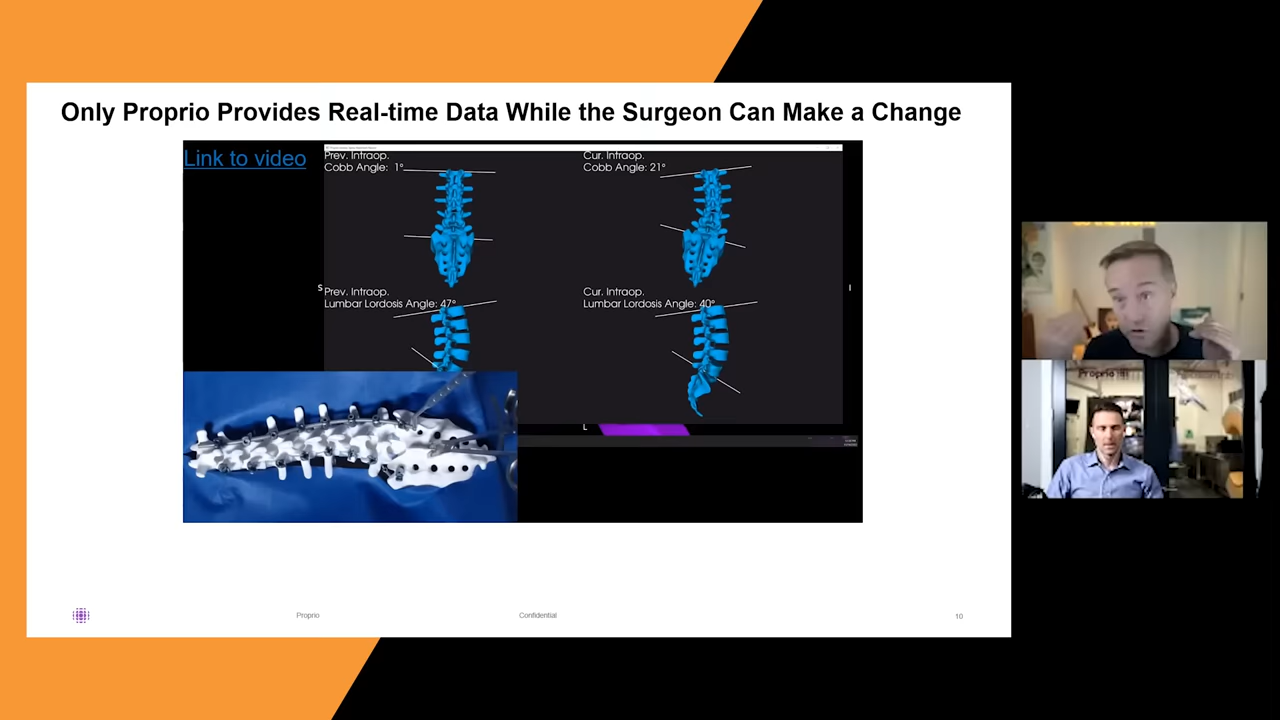 Only Proprio Provides Real-time Data While the Surgeon Can Make a Change
Link to video
Prev. Intraop.
Cobb Angle: 1°
Cur. Intraop.
Cobb Angle: 21°
S
I
Prev. Intraop.
Lumbar Lordosis Angle: 47°
Cur. Intraop.
Lumbar Lordosis Angle: 40°
L
Proprio
Proprio
Confidential
10